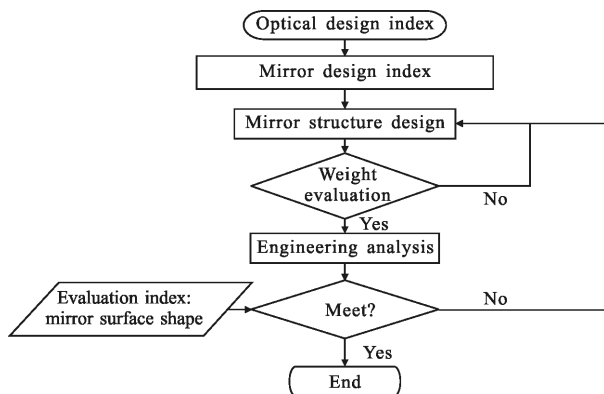 Optical design index
Mirror design index
Mirror structure design
Weight
evaluation
No
Yes
Engineering analysis
Evaluation index:
mirror surface shape
Meet?
No
Yes
End